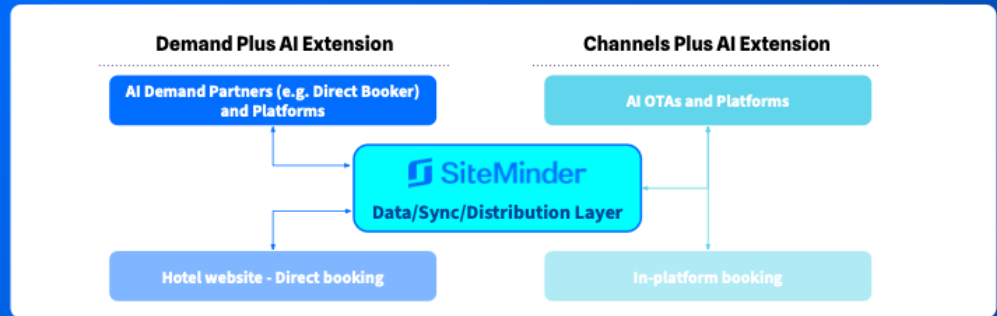 Demand Plus AI Extension
Channels Plus AI Extension
AI Demand Partners (e.g. Direct Booker)
and Platforms
AI OTAs and Platforms
SiteMinder
Data/Sync/Distribution Layer
Hotel website - Direct booking
In-platform booking